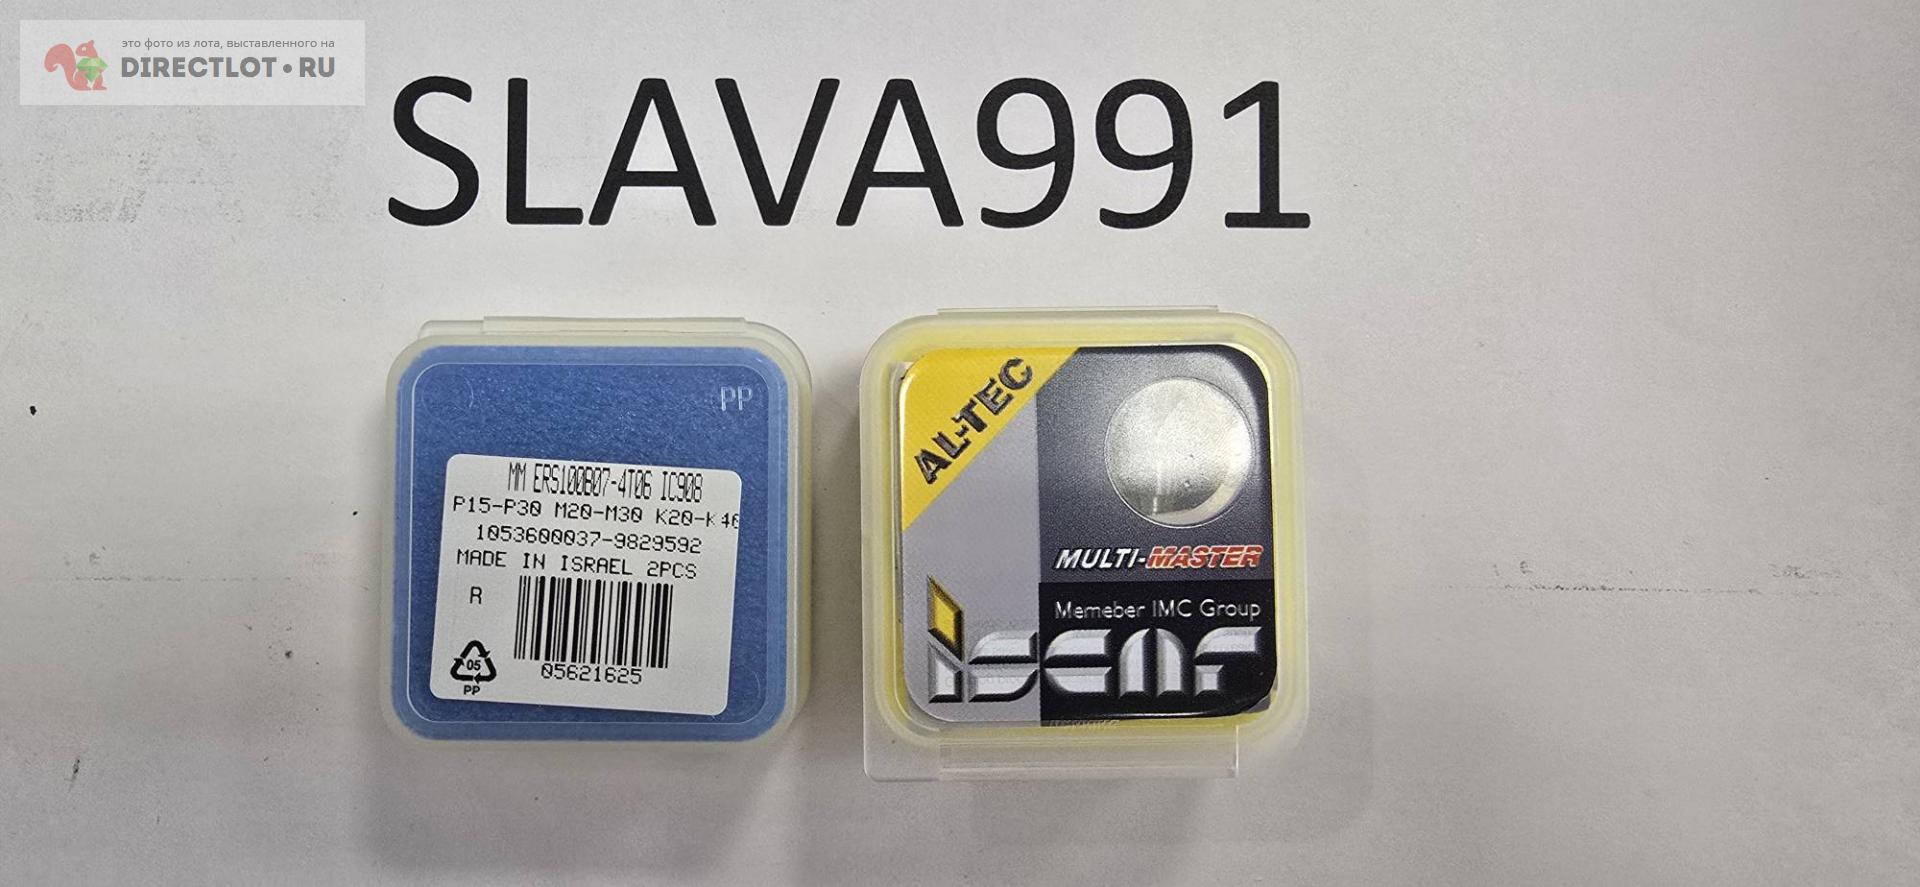 это фото из лота, выставленного на
DIRECTLOT•RU
SLAVA991
PP
MM ERS100B07-4T06 IC908
P15-P30 M20-M30 K20-K40
1053600037-9829592
MADE IN ISRAEL 2PCS
R
05
PP
05621625
AL-TEC
MULTI-MASTER
Memeber IMC Group
iscar